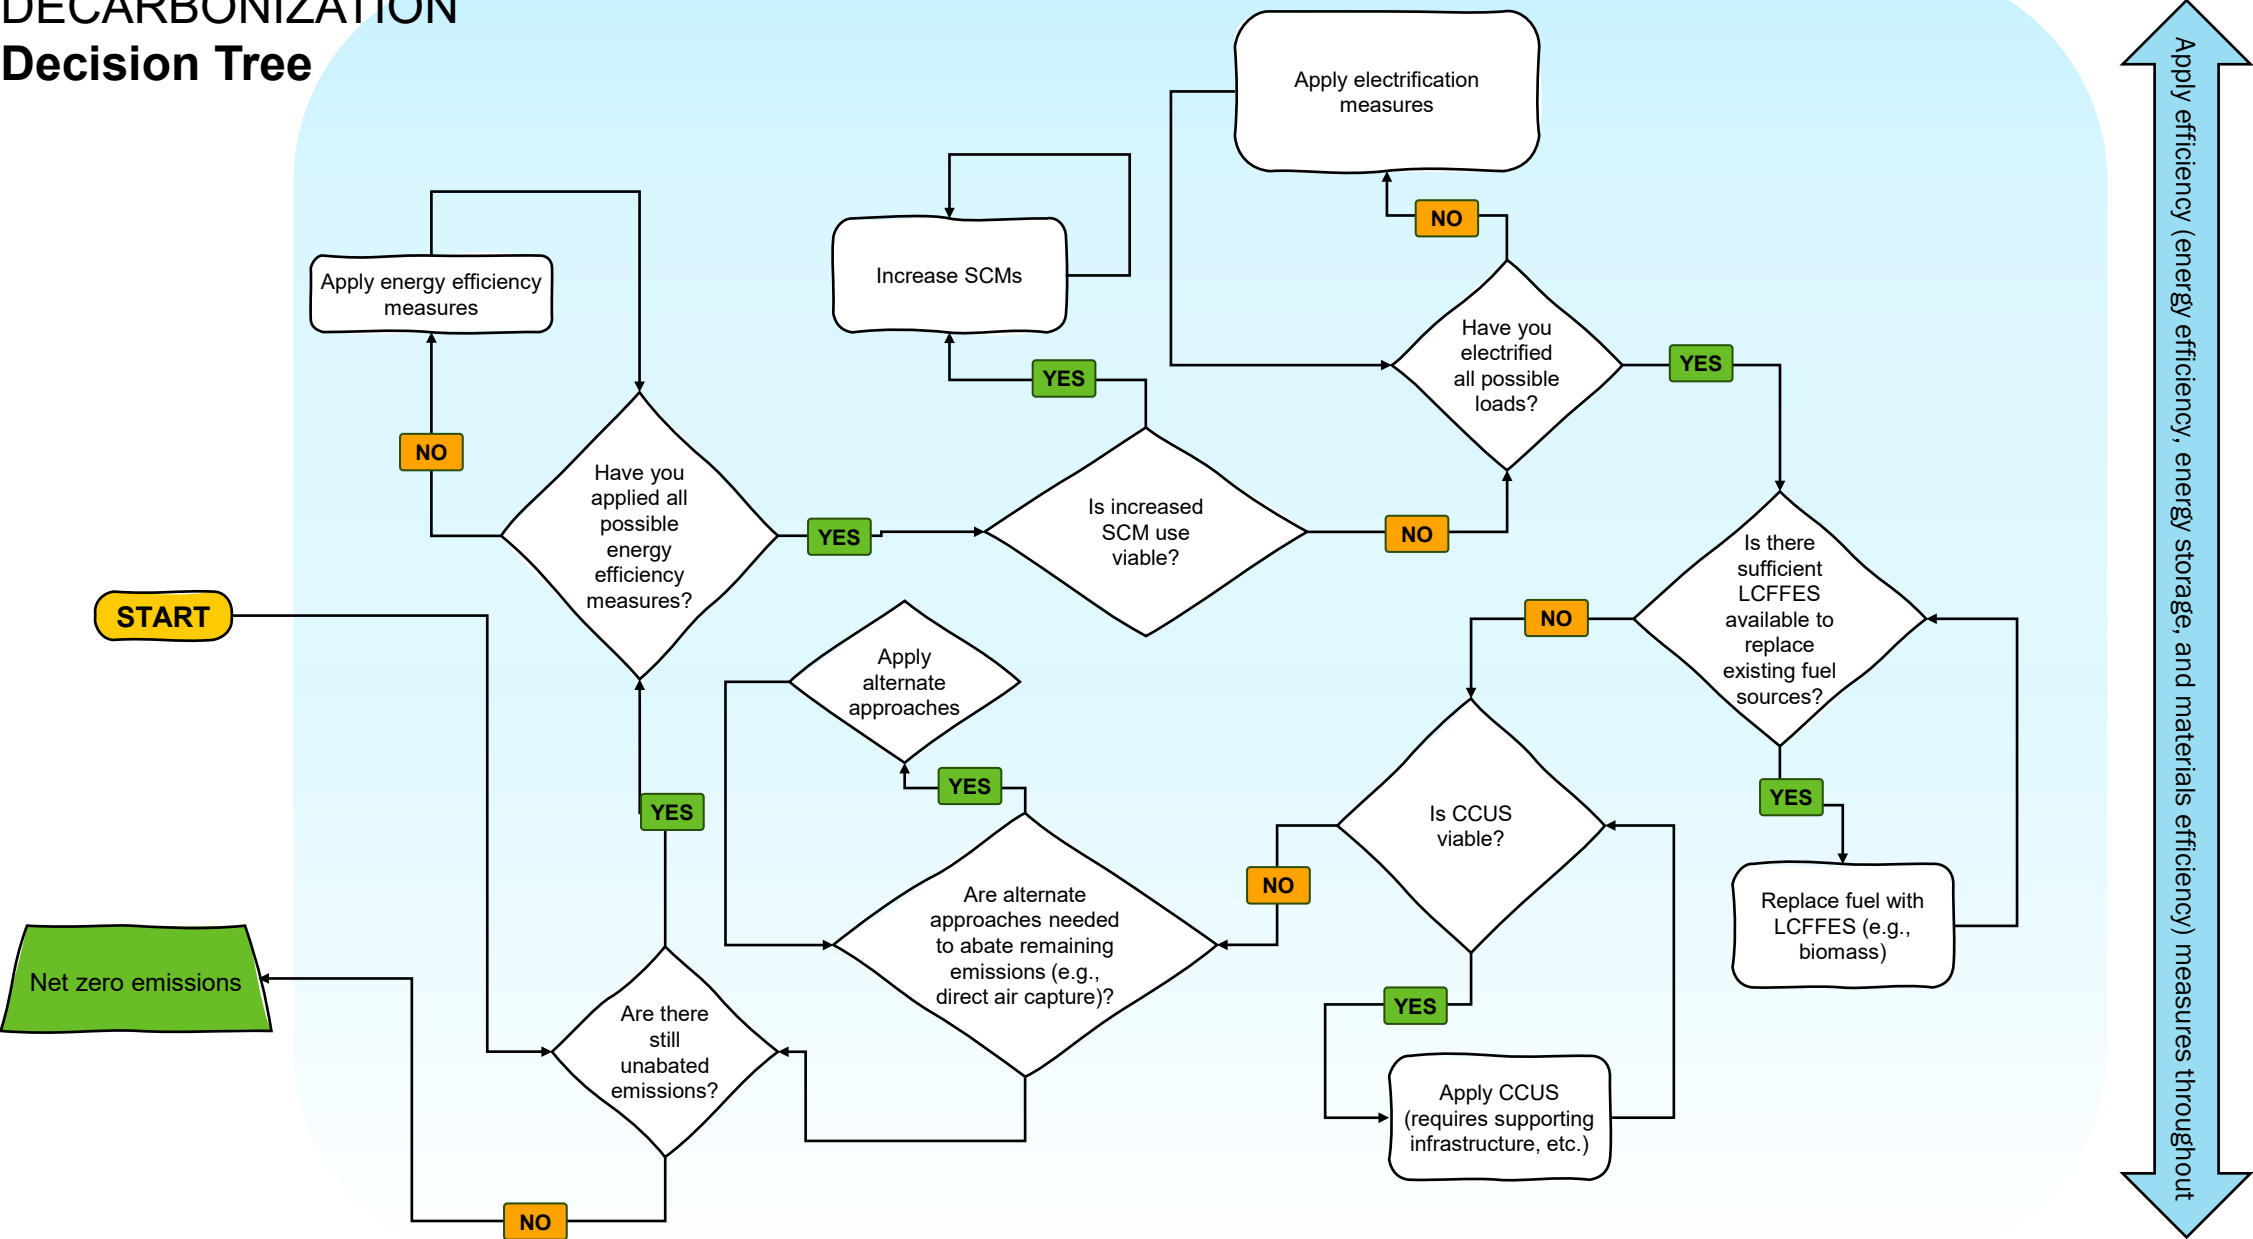 DECARBONIZATION
Decision Tree
Apply electrification
measures
NO
Increase SCMs
Apply energy efficiency
measures
Have you
electrified
all possible
loads?
YES
YES
NO
Have you
applied all
possible
energy
efficiency
measures?
YES
Is increased
SCM use
viable?
NO
Is there
sufficient
LCFFES
available to
replace
existing fuel
sources?
NO
START
Apply
alternate
approaches
YES
YES
YES
Is CCUS
viable?
NO
Are alternate
approaches needed
to abate remaining
emissions (e.g.,
direct air capture)?
Replace fuel with
LCFFES (e.g.,
biomass)
Net zero emissions
Are there
still
unabated
emissions?
YES
Apply CCUS
(requires supporting
infrastructure, etc.)
NO
Apply efficiency (energy efficiency, energy storage, and materials efficiency) measures throughout